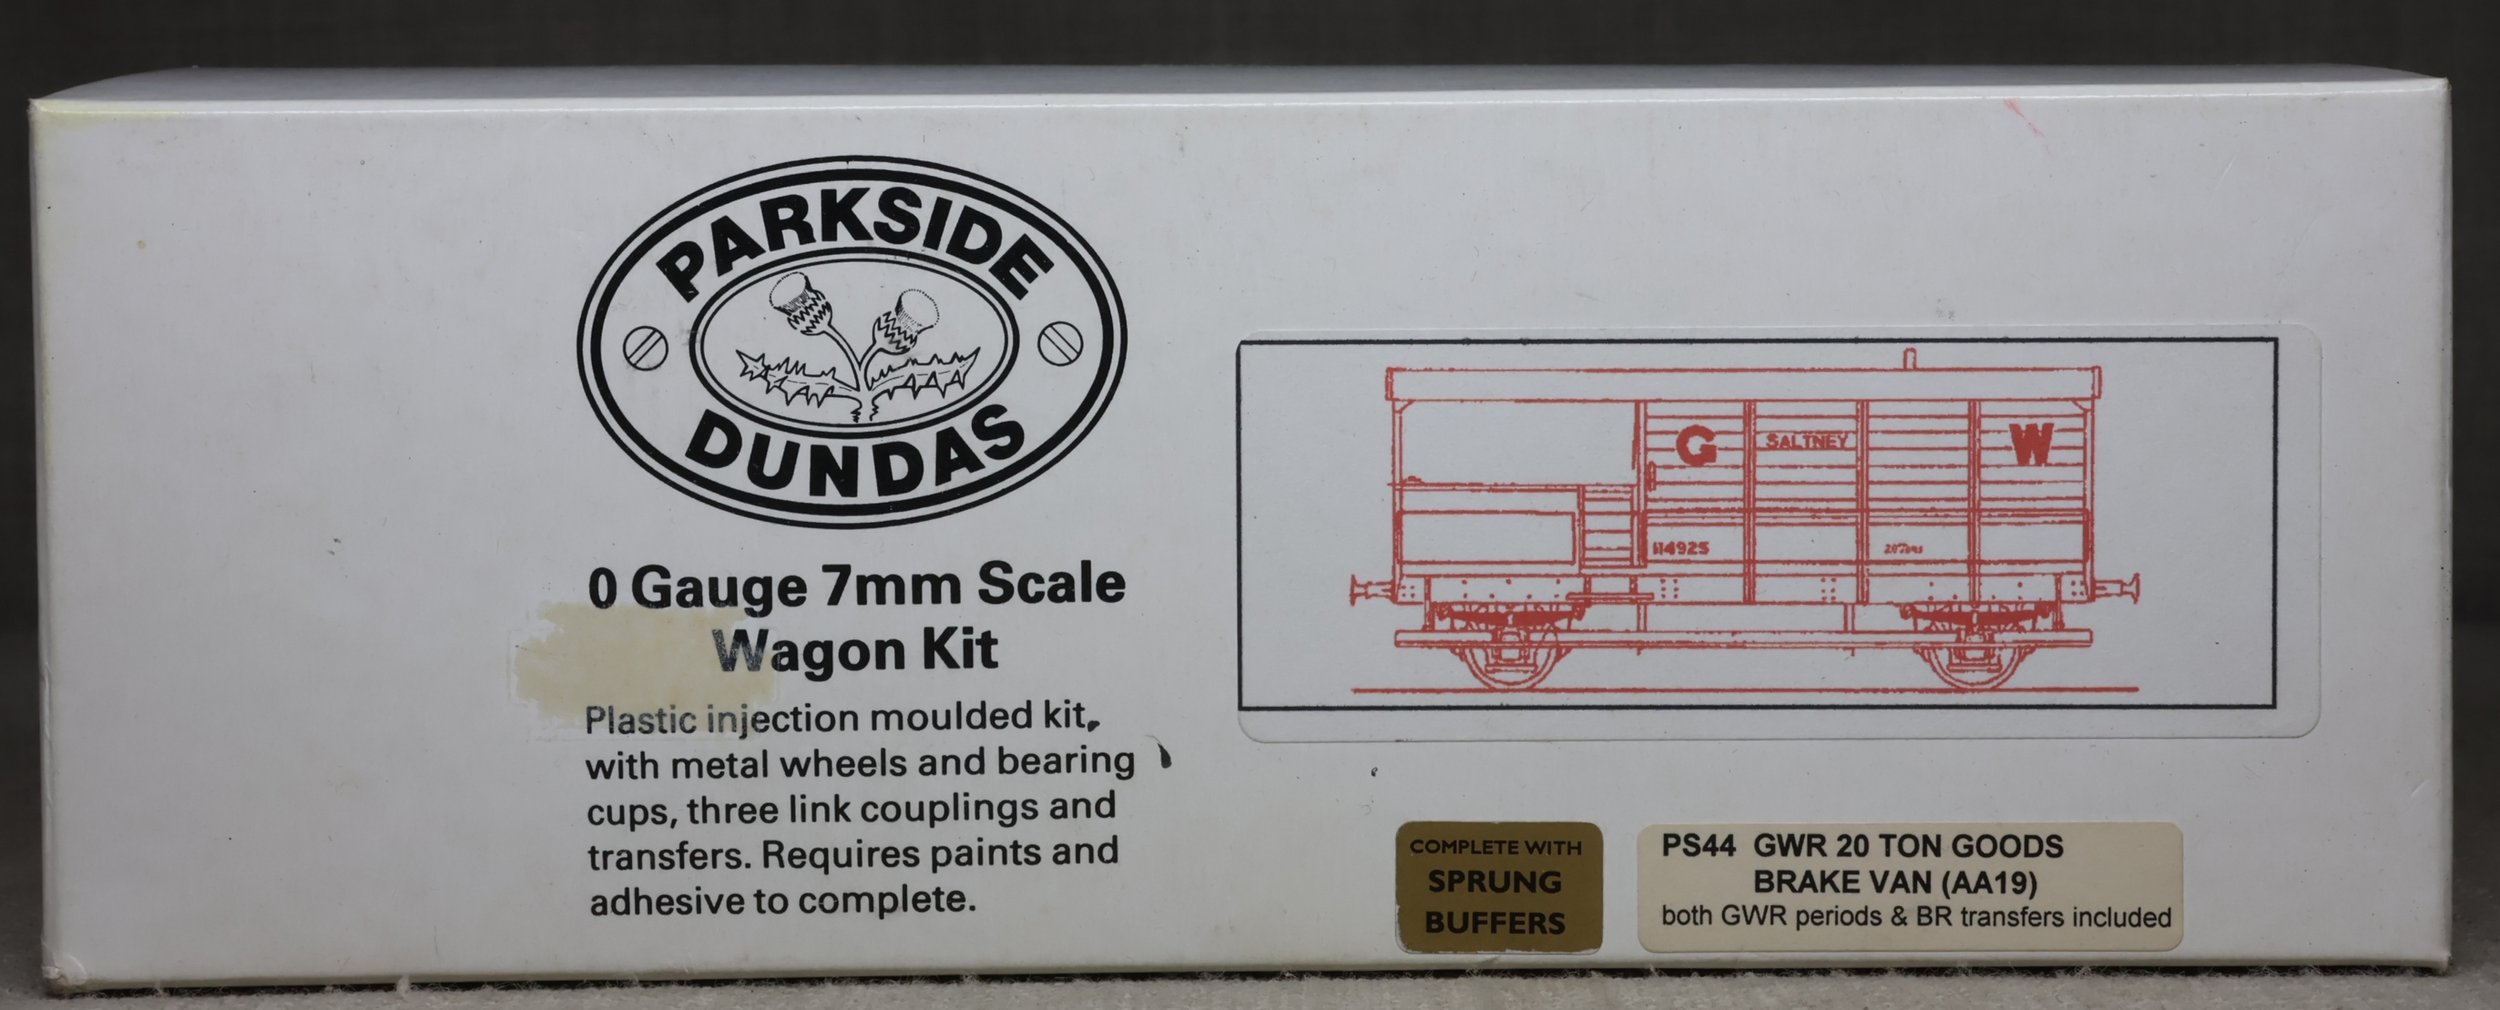 PARKSIDE
DUNDAS
0 Gauge 7mm Scale
Wagon Kit
Plastic injection moulded kit,
with metal wheels and bearing
cups, three link couplings and
transfers. Requires paints and
adhesive to complete.
G SALTNEY W
114925
COMPLETE WITH
SPRUNG
BUFFERS
PS44 GWR 20 TON GOODS
BRAKE VAN (AA19)
both GWR periods & BR transfers included